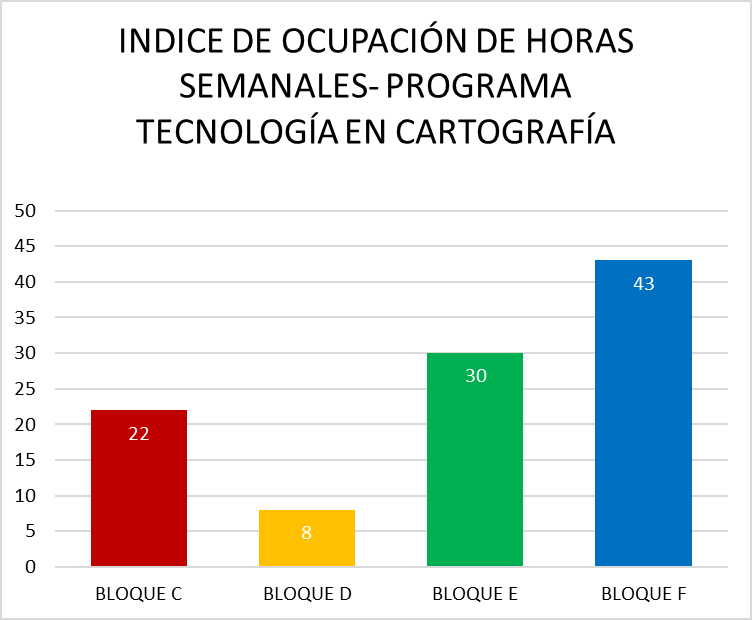 INDICE DE OCUPACIÓN DE HORAS
SEMANALES- PROGRAMA
TECNOLOGÍA EN CARTOGRAFÍA
50
45
40
35
30
25
20
15
10
5
0
22
8
30
43
BLOQUE C
BLOQUE D
BLOQUE E
BLOQUE F